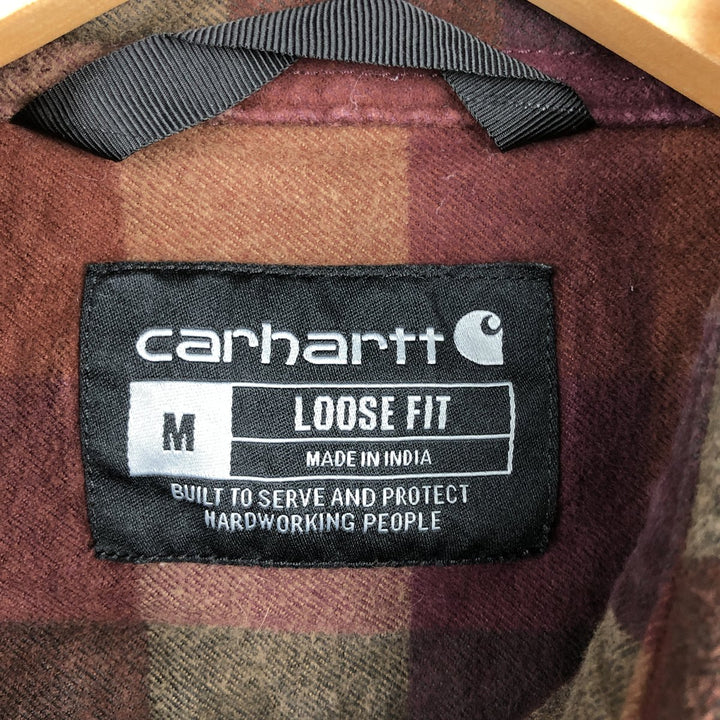 carhartt
M
LOOSE FIT
MADE IN INDIA
BUILT TO SERVE AND PROTECT
HARDWORKING PEOPLE